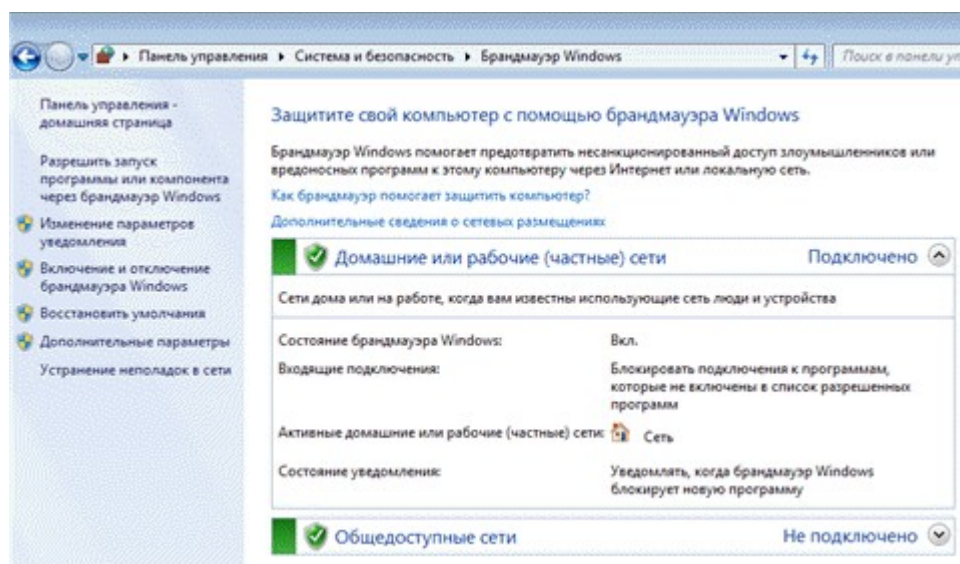 Панель управления ▸ Система и безопасность ▸ Брандмауэр Windows
Поиск в панели
Панель управления -
домашняя страница
Разрешить запуск
программы или компонента
через брандмауэр Windows
Изменение параметров
уведомления
Включение и отключение
брандмауэра Windows
Восстановить умолчания
Дополнительные параметры
Устранение неполадок в сети
Защитите свой компьютер с помощью брандмауэра Windows
Брандмауэр Windows помогает предотвратить несанкционированный доступ злоумышленников или
вредоносных программ к этому компьютеру через Интернет или локальную сеть.
Как брандмауэр помогает защитить компьютер?
Дополнительные сведения о сетевых размещениях
Домашние или рабочие (частные) сети Подключено
Сети дома или на работе, когда вам известны использующие сеть люди и устройства
Состояние брандмауэра Windows: Вкл.
Входящие подключения: Блокировать подключения к программам,
которые не включены в список разрешенных
программ
Активные домашние или рабочие (частные) сети: Сеть
Состояние уведомления: Уведомлять, когда брандмауэр Windows
блокирует новую программу
Общедоступные сети Не подключено